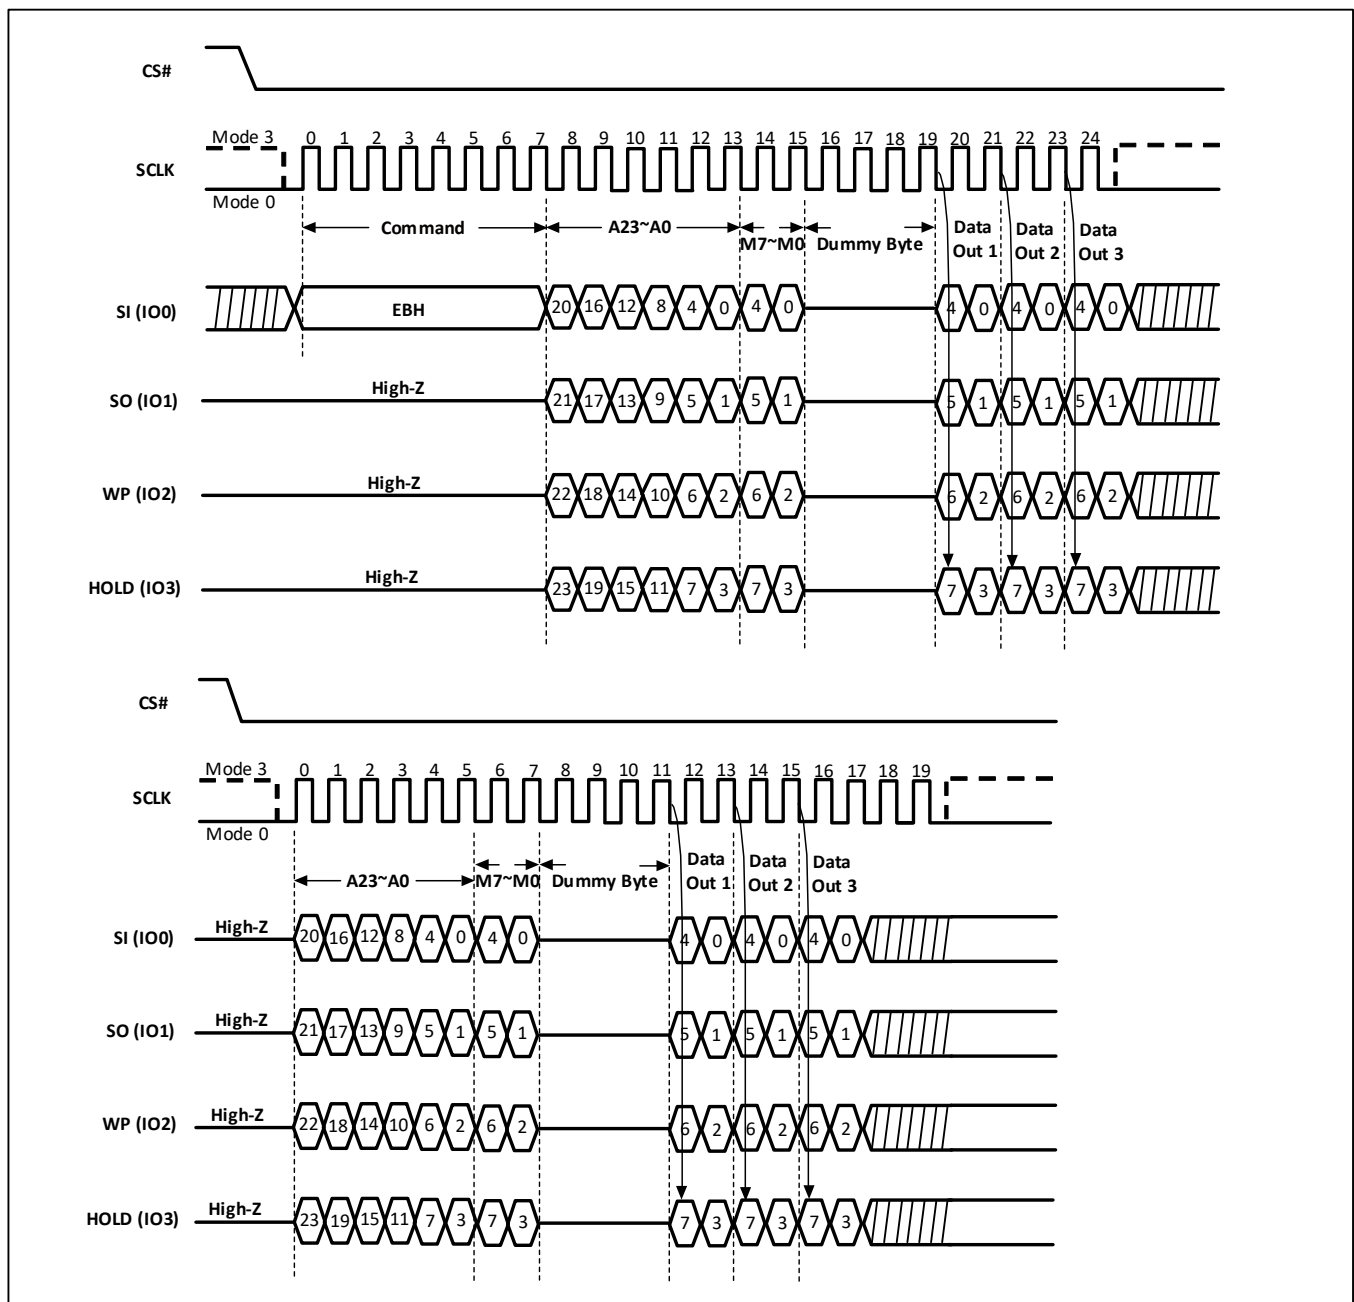 CS#
Mode 3 0 1 2 3 4 5 6 7 8 9 10 11 12 13 14 15 16 17 18 19 20 21 22 23 24
SCLK
Mode 0
Command A23~A0 M7~M0 Dummy Byte Data Out 1 Data Out 2 Data Out 3
SI (IO0) EBH 20 16 12 8 4 0 4 0 4 0 4 0 4 0
SO (IO1) High-Z 21 17 13 9 5 1 5 1 5 1 5 1 5 1
WP (IO2) High-Z 22 18 14 10 6 2 6 2 6 2 6 2 6 2
HOLD (IO3) High-Z 23 19 15 11 7 3 7 3 7 3 7 3 7 3
CS#
Mode 3 0 1 2 3 4 5 6 7 8 9 10 11 12 13 14 15 16 17 18 19
SCLK
Mode 0
A23~A0 M7~M0 Dummy Byte Data Out 1 Data Out 2 Data Out 3
SI (IO0) High-Z 20 16 12 8 4 0 4 0 4 0 4 0 4 0
SO (IO1) High-Z 21 17 13 9 5 1 5 1 5 1 5 1 5 1
WP (IO2) High-Z 22 18 14 10 6 2 6 2 6 2 6 2 6 2
HOLD (IO3) High-Z 23 19 15 11 7 3 7 3 7 3 7 3 7 3